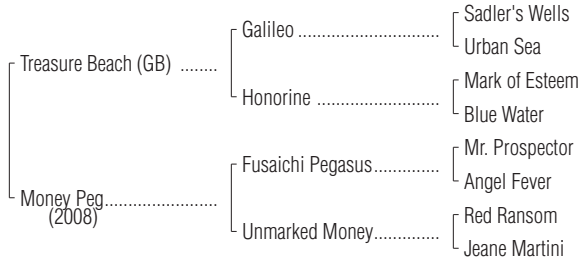 Sadler's Wells
Galileo ..............................
Urban Sea
Treasure Beach (GB) ........
Mark of Esteem
Honorine ..........................
Blue Water
Mr. Prospector
Fusaichi Pegasus..............
Angel Fever
Money Peg........................
(2008)
Red Ransom
Unmarked Money..............
Jeane Martini